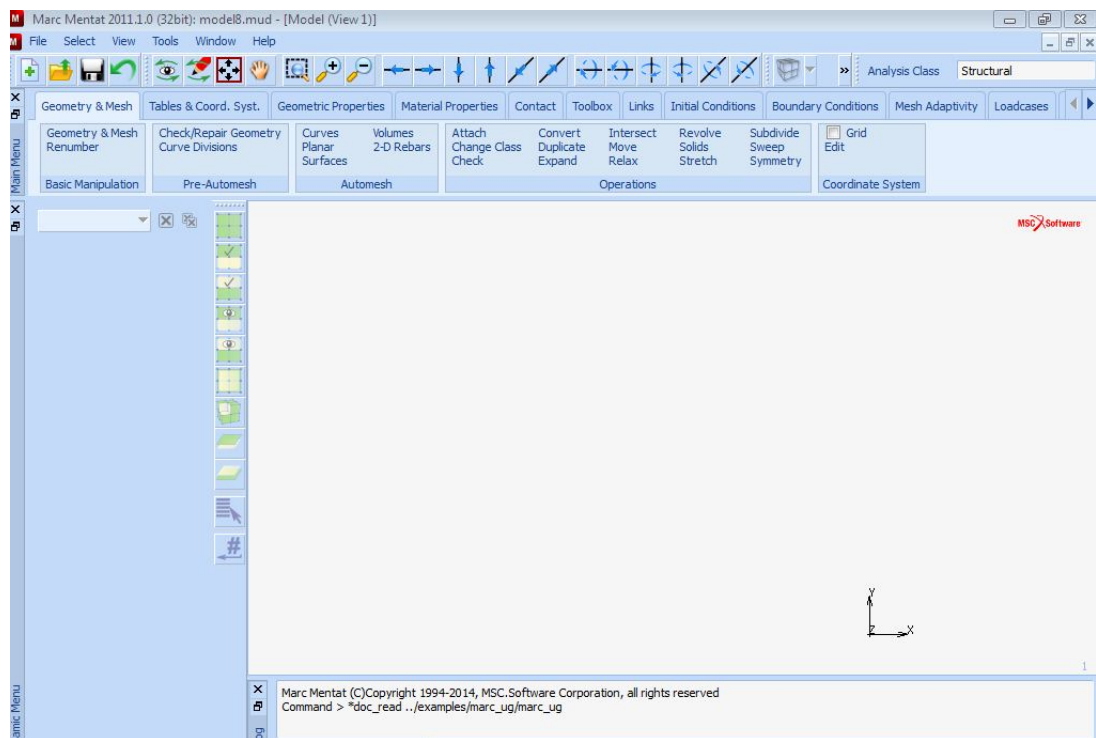 Marc Mentat 2011.1.0 (32bit): model8.mud - [Model (View 1)]
File Select View Tools Window Help
» Analysis Class Structural
Geometry & Mesh Tables & Coord. Syst. Geometric Properties Material Properties Contact Toolbox Links Initial Conditions Boundary Conditions Mesh Adaptivity Loadcases
Geometry & Mesh Check/Repair Geometry Curves Volumes Attach Convert Intersect Revolve Subdivide Grid
Renumber Curve Divisions Planar 2-D Rebars Change Class Duplicate Move Solids Sweep Edit
Surfaces Check Expand Relax Stretch Symmetry
Basic Manipulation Pre-Automesh Automesh Operations Coordinate System
Main Menu
MSC Software
Y
Z X
1
Marc Mentat (C)Copyright 1994-2014, MSC.Software Corporation, all rights reserved
Command > *doc_read ../examples/marc_ug/marc_ug